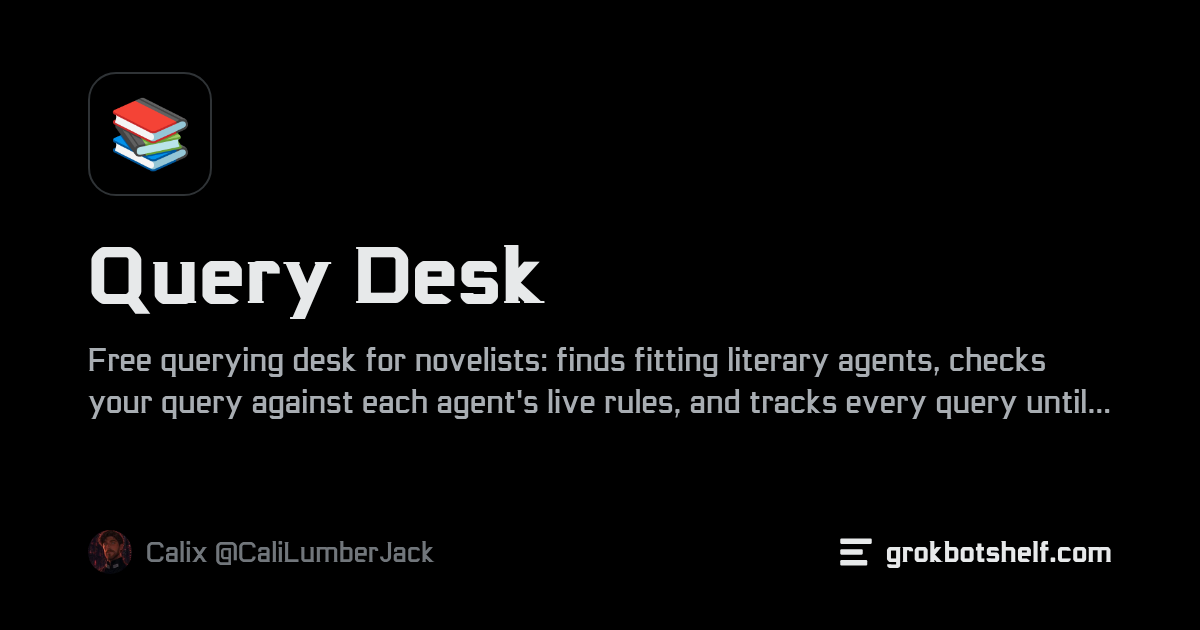 Query Desk
Free querying desk for novelists: finds fitting literary agents, checks
your query against each agent's live rules, and tracks every query until...
Calix @CaliLumberJack
grokbotshelf.com